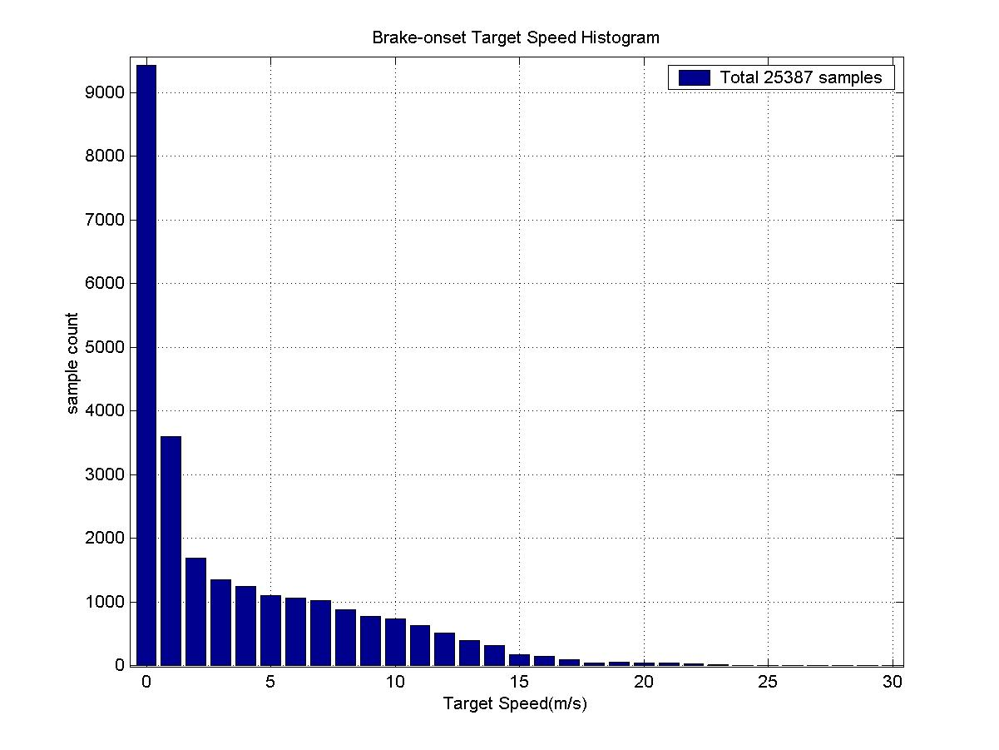 Brake-onset Target Speed Histogram
Total 25387 samples
9000
8000
7000
6000
5000
4000
3000
2000
1000
0
sample count
0 5 10 15 20 25 30
Target Speed(m/s)